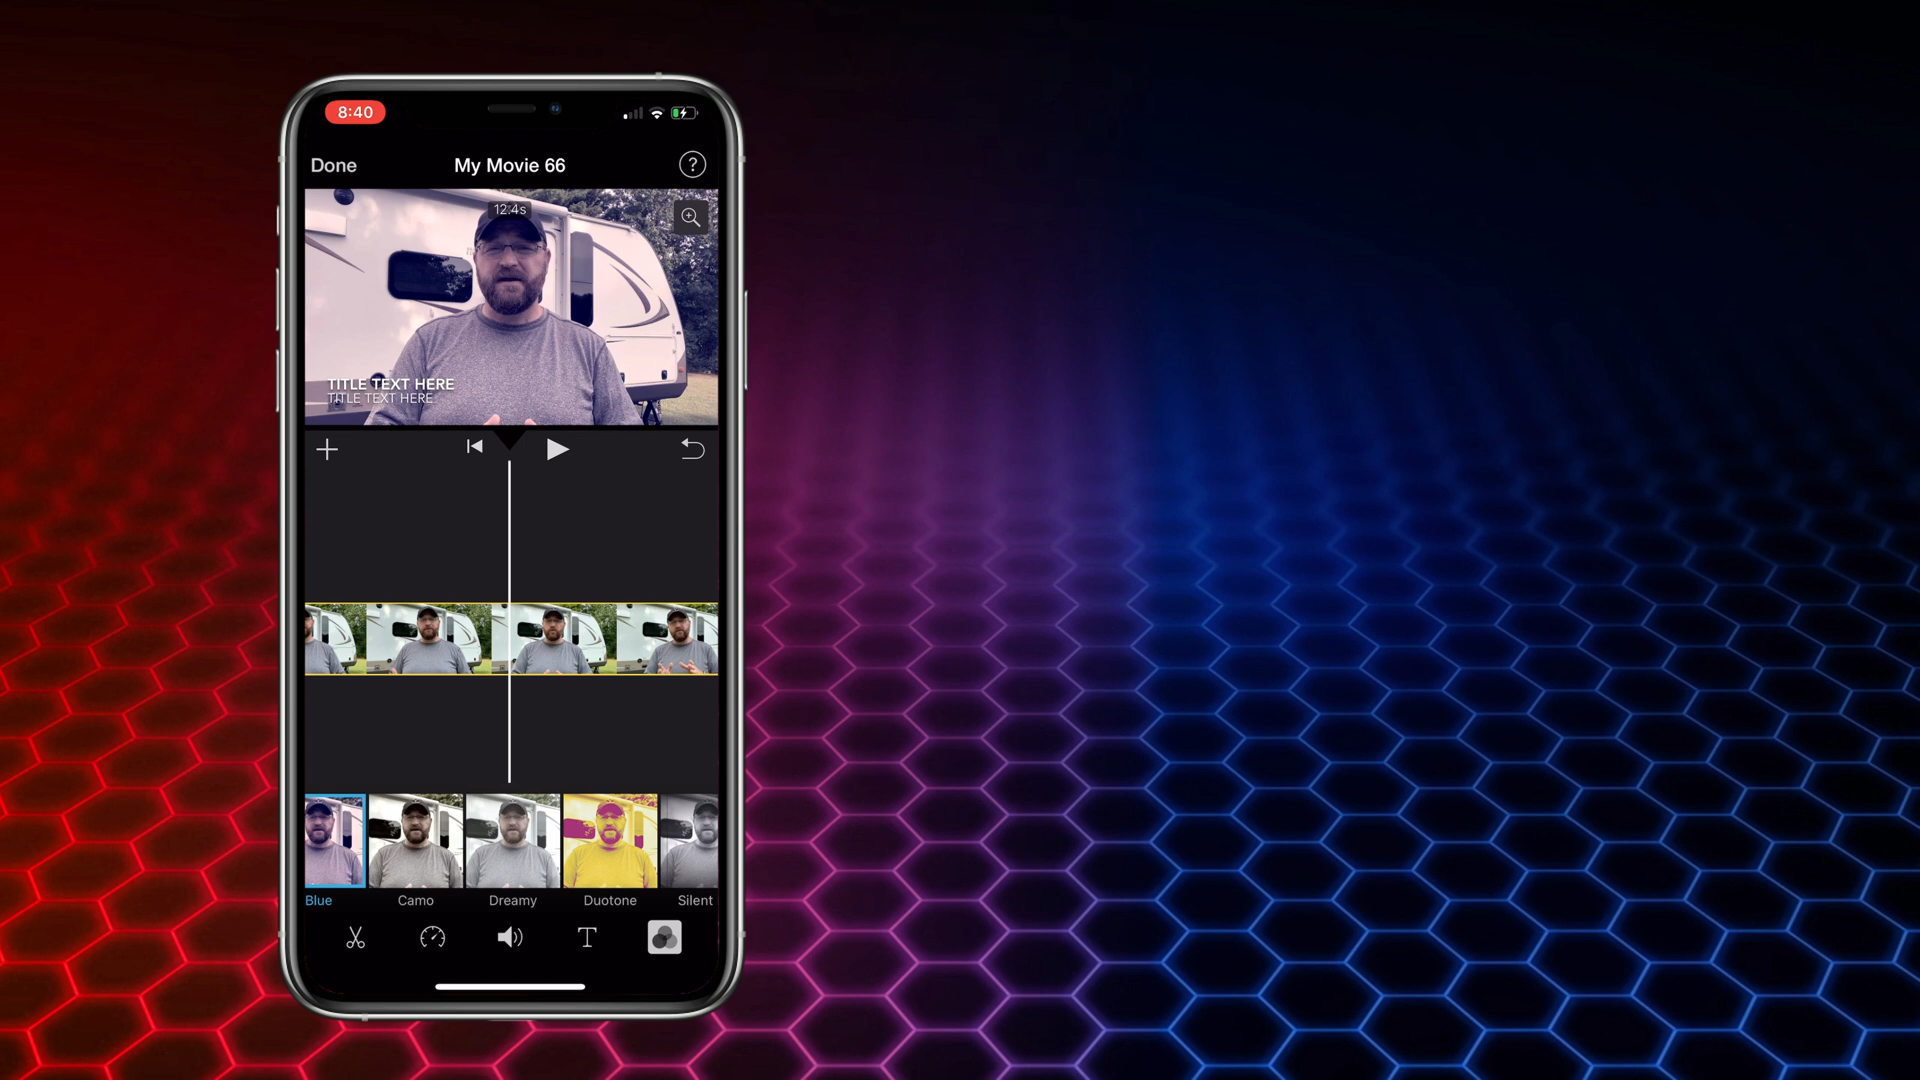 8:40
Done
My Movie 66
?
12.4s
TITLE TEXT HERE
TITLE TEXT HERE
Blue
Camo
Dreamy
Duotone
Silent
T